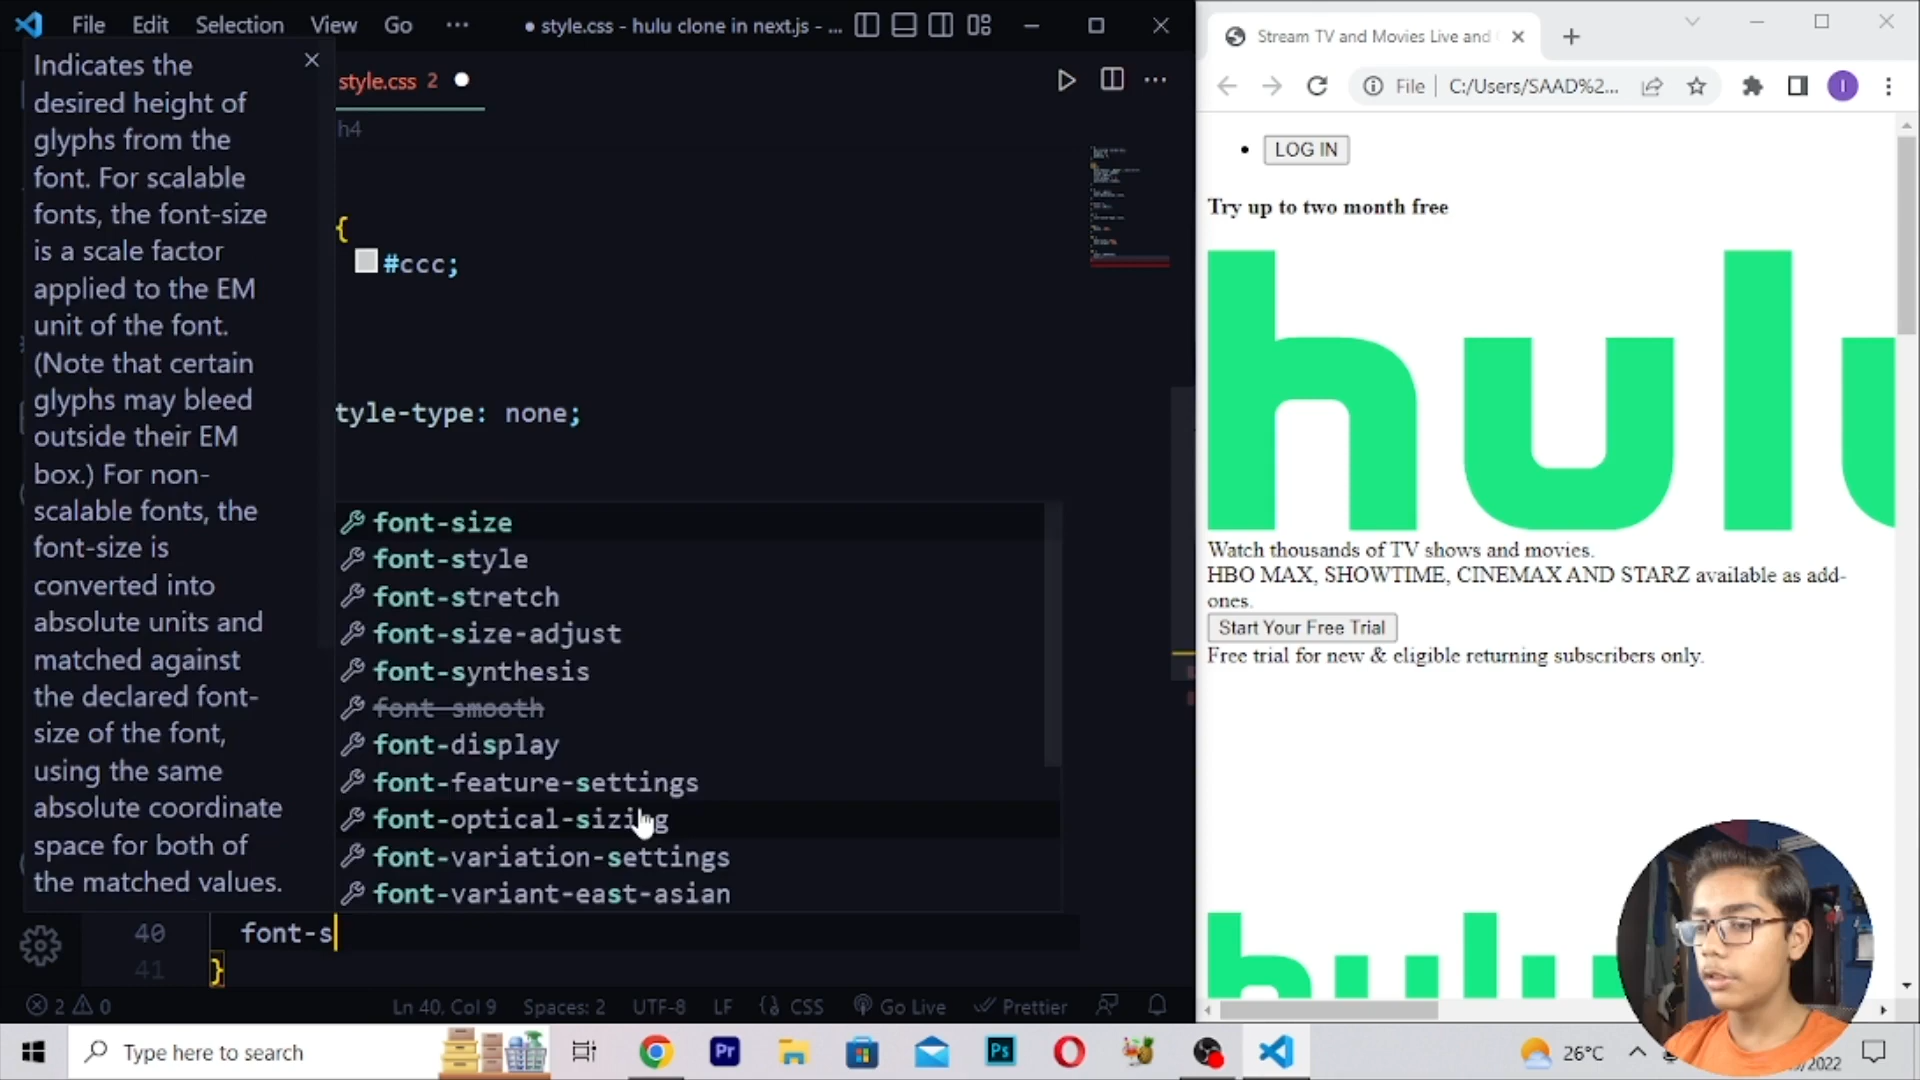 File Edit Selection View Go ···
● style.css - hulu clone in next.js - ...
Indicates the
desired height of
glyphs from the
font. For scalable
fonts, the font-size
is a scale factor
applied to the EM
unit of the font.
(Note that certain
glyphs may bleed
outside their EM
box.) For non-
scalable fonts, the
font-size is
converted into
absolute units and
matched against
the declared font-
size of the font,
using the same
absolute coordinate
space for both of
the matched values.
style.css 2 ●
h4
{
#ccc;
tyle-type: none;
font-size
font-style
font-stretch
font-size-adjust
font-synthesis
font-smooth
font-display
font-feature-settings
font-optical-sizing
font-variation-settings
font-variant-east-asian
40 font-s
41 }
2 0 Ln 40, Col 9 Spaces: 2 UTF-8 LF {} CSS Go Live Prettier
Stream TV and Movies Live and
File C:/Users/SAAD%2... I
• LOG IN
Try up to two month free
hulu
Watch thousands of TV shows and movies.
HBO MAX, SHOWTIME, CINEMAX AND STARZ available as add-
ones.
Start Your Free Trial
Free trial for new & eligible returning subscribers only.
hulu
Type here to search
Pr
Ps
26°C
/2022